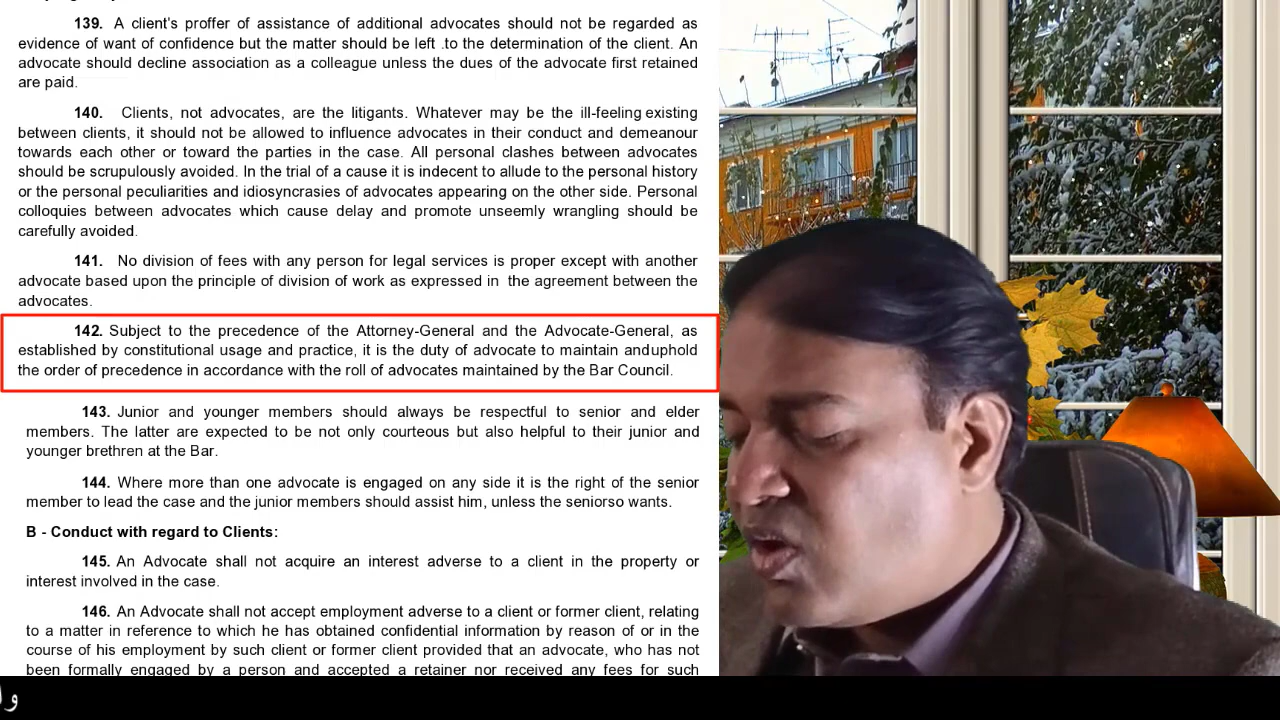 139. A client's proffer of assistance of additional advocates should not be regarded as
evidence of want of confidence but the matter should be left .to the determination of the client. An
advocate should decline association as a colleague unless the dues of the advocate first retained
are paid.
140. Clients, not advocates, are the litigants. Whatever may be the ill-feeling existing
between clients, it should not be allowed to influence advocates in their conduct and demeanour
towards each other or toward the parties in the case. All personal clashes between advocates
should be scrupulously avoided. In the trial of a cause it is indecent to allude to the personal history
or the personal peculiarities and idiosyncrasies of advocates appearing on the other side. Personal
colloquies between advocates which cause delay and promote unseemly wrangling should be
carefully avoided.
141. No division of fees with any person for legal services is proper except with another
advocate based upon the principle of division of work as expressed in the agreement between the
advocates.
142. Subject to the precedence of the Attorney-General and the Advocate-General, as
established by constitutional usage and practice, it is the duty of advocate to maintain anduphold
the order of precedence in accordance with the roll of advocates maintained by the Bar Council.
143. Junior and younger members should always be respectful to senior and elder
members. The latter are expected to be not only courteous but also helpful to their junior and
younger brethren at the Bar.
144. Where more than one advocate is engaged on any side it is the right of the senior
member to lead the case and the junior members should assist him, unless the seniorso wants.
B - Conduct with regard to Clients:
145. An Advocate shall not acquire an interest adverse to a client in the property or
interest involved in the case.
146. An Advocate shall not accept employment adverse to a client or former client, relating
to a matter in reference to which he has obtained confidential information by reason of or in the
course of his employment by such client or former client provided that an advocate, who has not
been formally engaged by a person and accepted a retainer nor received any fees for such